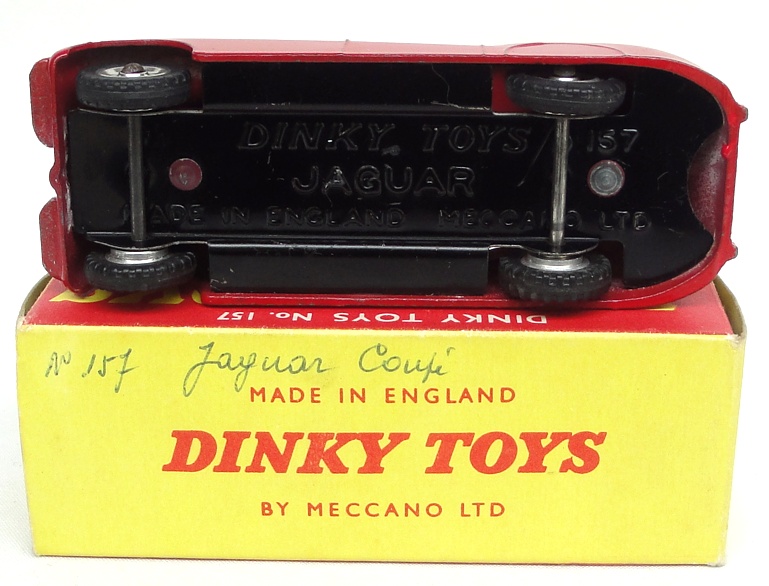 DINKY TOYS 157
JAGUAR
MADE IN ENGLAND MECCANO LTD
DINKY TOYS No. 157
No 157 Jaguar Coupé
MADE IN ENGLAND
DINKY TOYS
BY MECCANO LTD